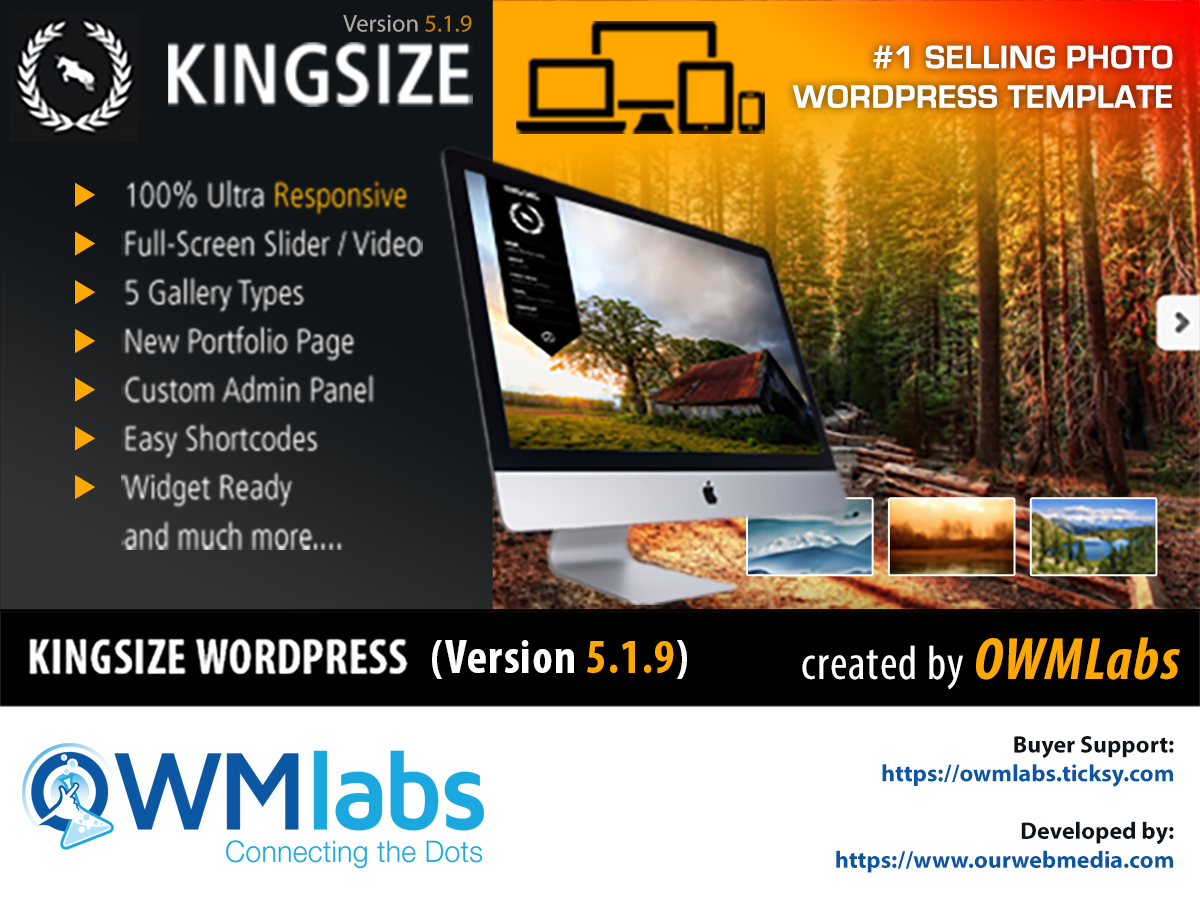 Version 5.1.9
KINGSIZE
#1 SELLING PHOTO
WORDPRESS TEMPLATE
100% Ultra Responsive
Full-Screen Slider / Video
5 Gallery Types
New Portfolio Page
Custom Admin Panel
Easy Shortcodes
Widget Ready
and much more....
KINGSIZE WORDPRESS (Version 5.1.9)
created by OWMLabs
OWMlabs
Connecting the Dots
Buyer Support:
https://owmlabs.ticksy.com
Developed by:
https://www.ourwebmedia.com